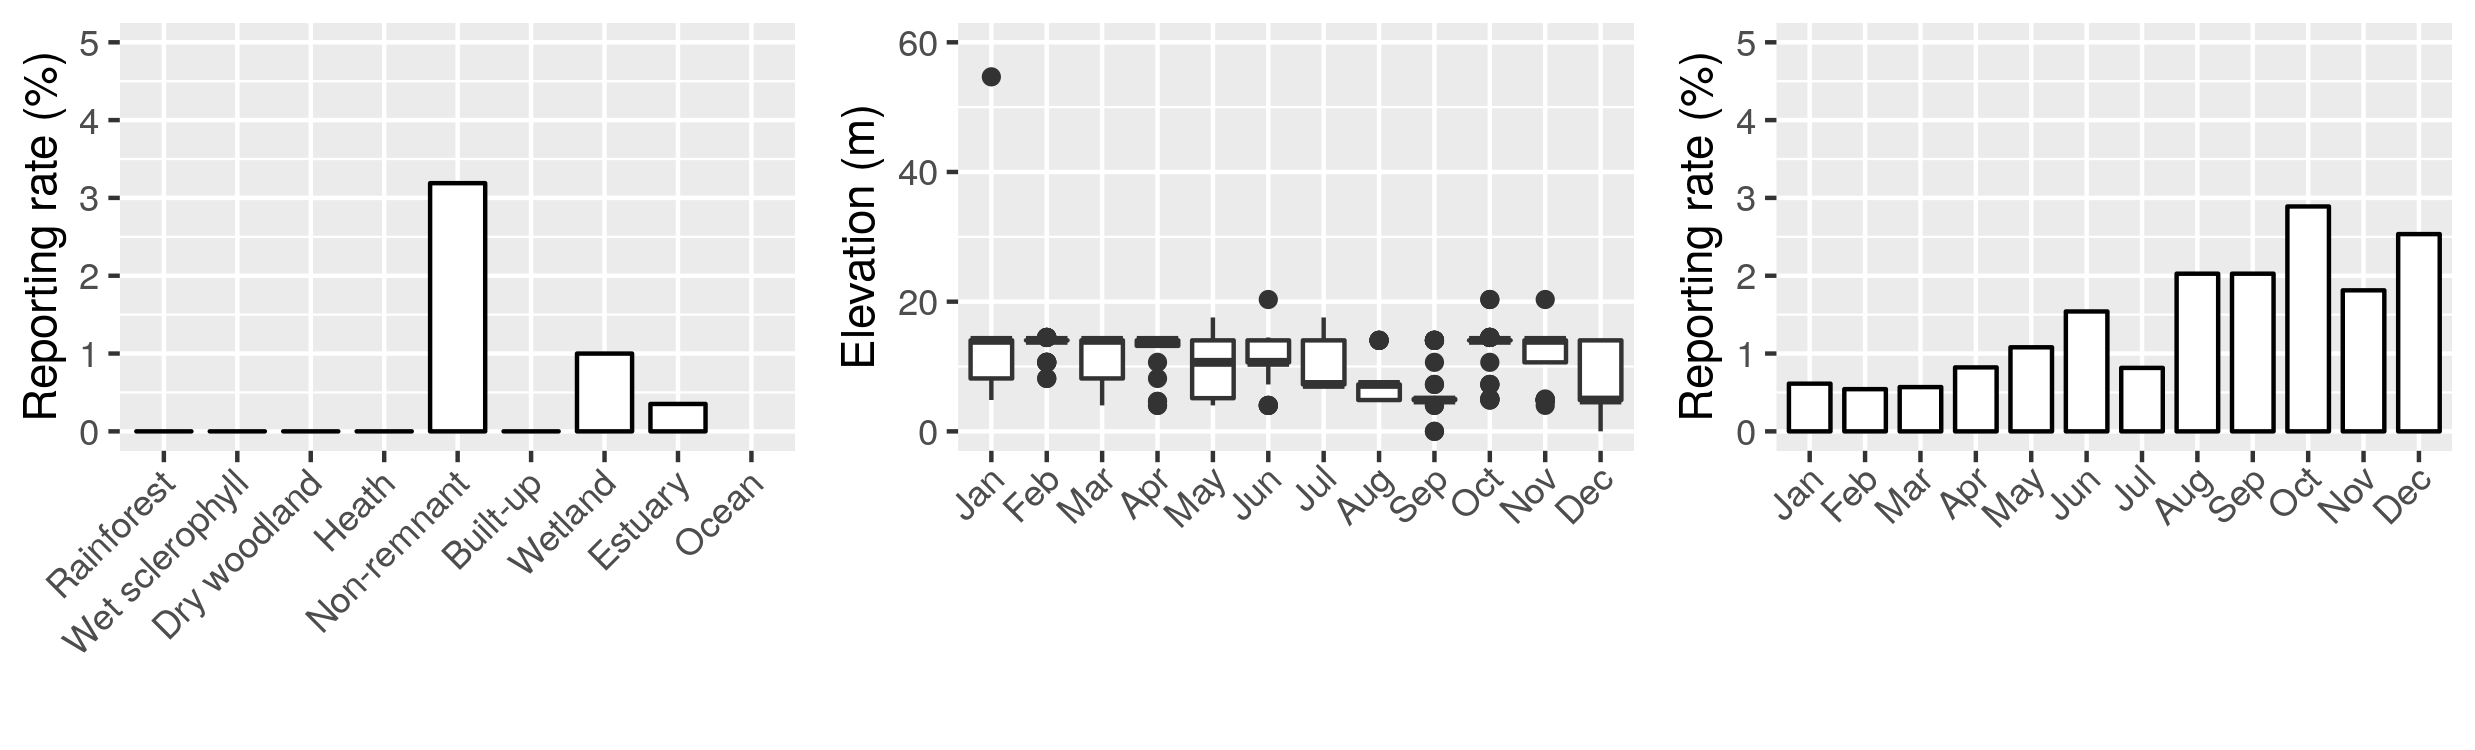 Reporting rate (%)
5
4
3
2
1
0
Rainforest
Wet sclerophyll
Dry woodland
Heath
Non-remnant
Built-up
Wetland
Estuary
Ocean
Elevation (m)
60
40
20
0
Jan
Feb
Mar
Apr
May
Jun
Jul
Aug
Sep
Oct
Nov
Dec
Reporting rate (%)
5
4
3
2
1
0
Jan
Feb
Mar
Apr
May
Jun
Jul
Aug
Sep
Oct
Nov
Dec